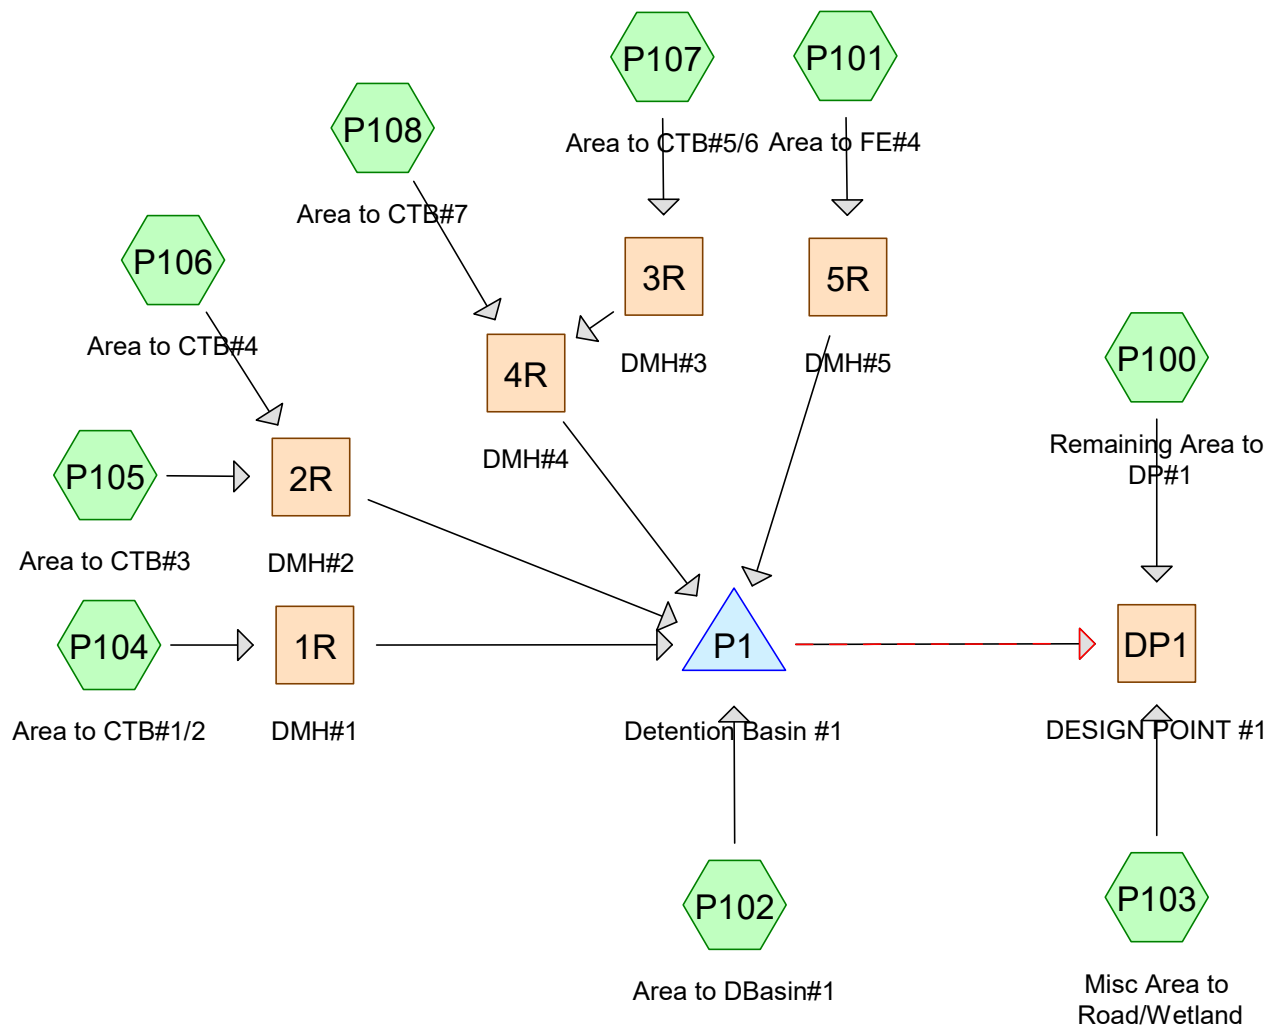 P107
P101
P108
Area to CTB#5/6
Area to FE#4
Area to CTB#7
P106
3R
5R
Area to CTB#4
4R
DMH#3
DMH#5
P100
Remaining Area to
DP#1
DMH#4
P105
2R
Area to CTB#3
DMH#2
P104
1R
P1
DP1
Area to CTB#1/2
DMH#1
Detention Basin #1
DESIGN POINT #1
P102
P103
Area to DBasin#1
Misc Area to
Road/Wetland